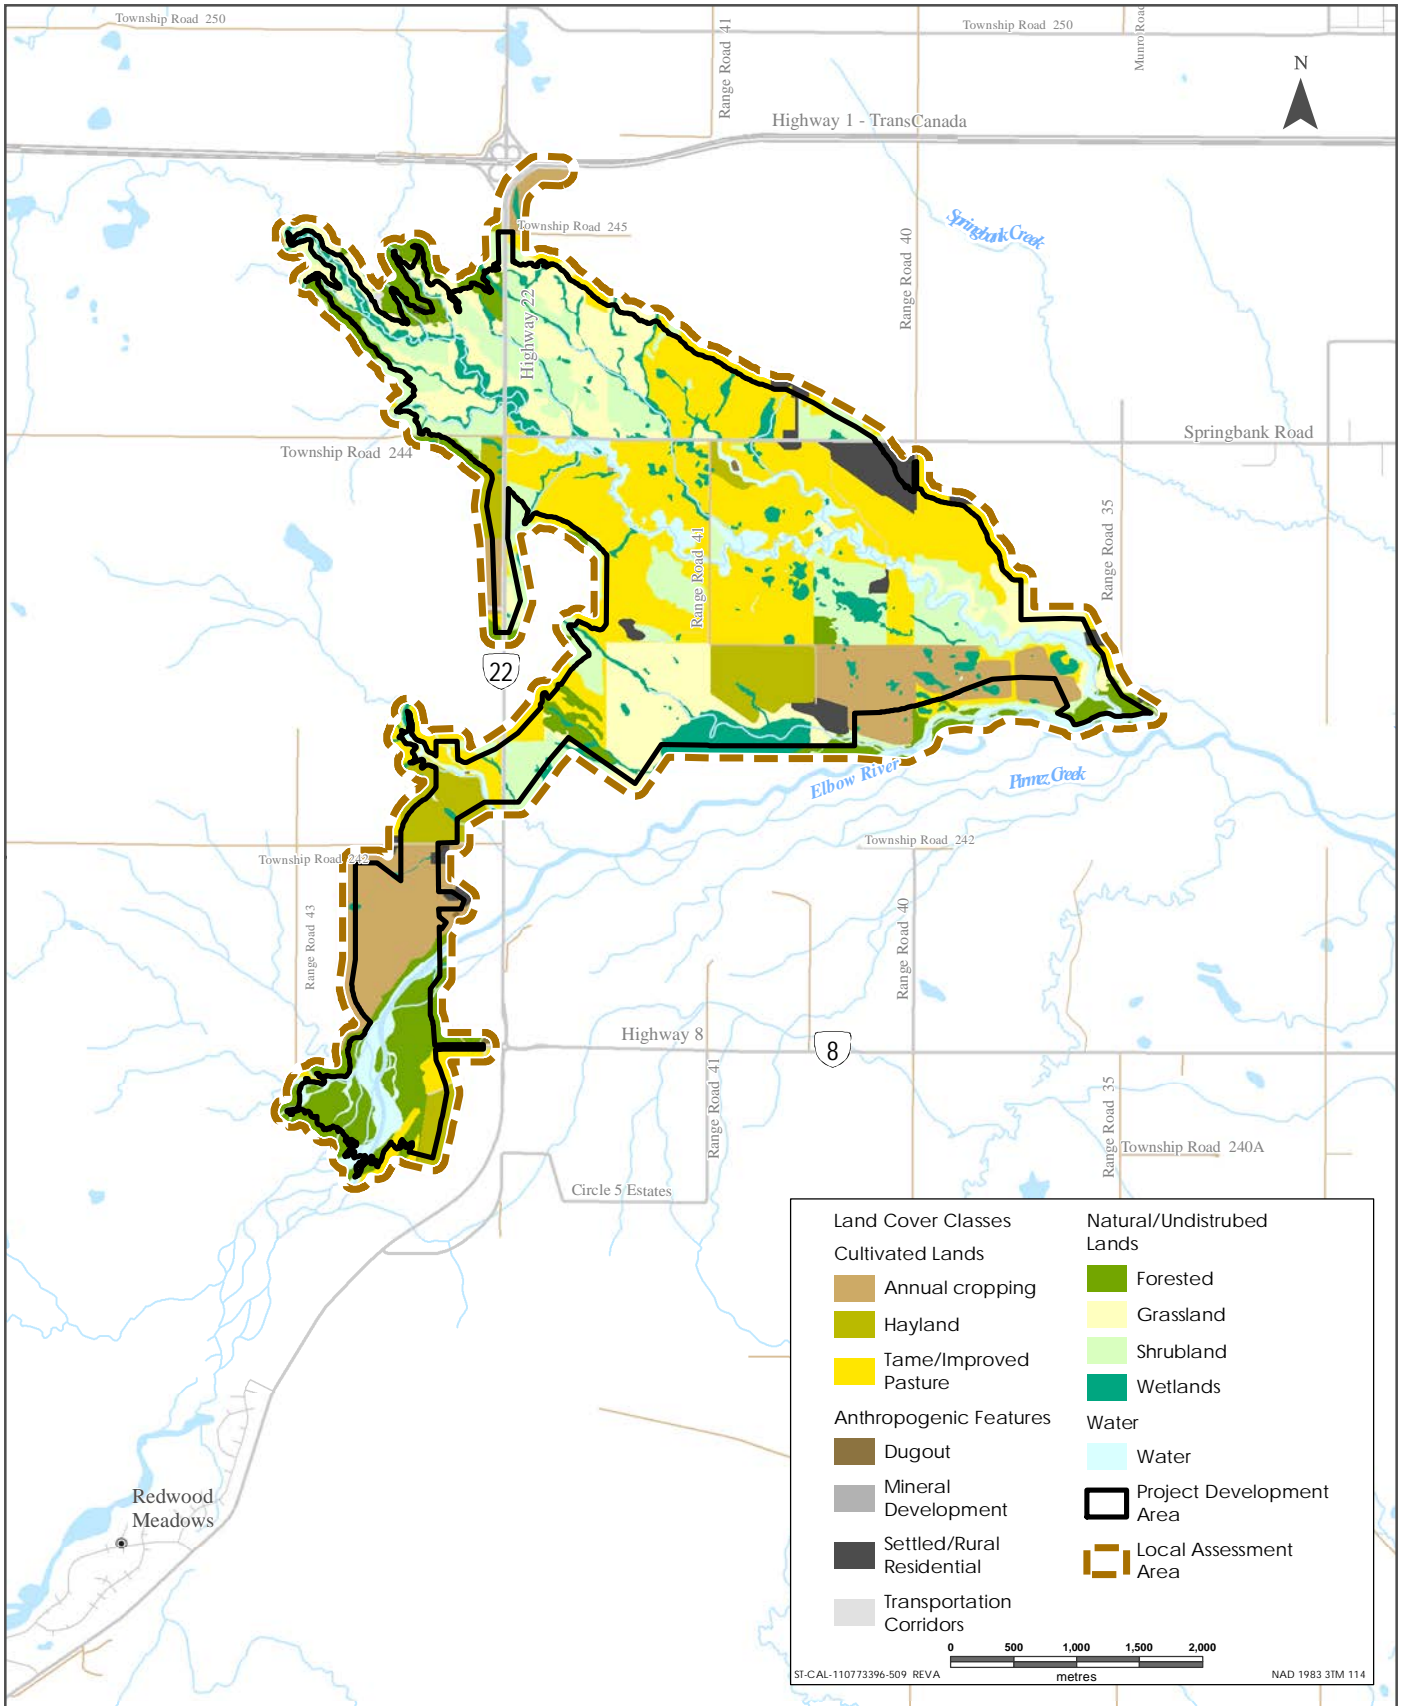 Township Road 250
Range Road 41
Township Road 250
Munro Road
N
Highway 1 - TransCanada
Township Road 245
Springbank Creek
Range Road 40
Highway 22
Township Road 244
Springbank Road
Range Road 41
Range Road 35
22
Elbow River
Pirmez Creek
Township Road 242
Township Road 242
Range Road 43
Range Road 40
Highway 8
8
Range Road 41
Range Road 35
Township Road 240A
Circle 5 Estates
Redwood
Meadows
Land Cover Classes
Cultivated Lands
Annual cropping
Hayland
Tame/Improved
Pasture
Anthropogenic Features
Dugout
Mineral
Development
Settled/Rural
Residential
Transportation
Corridors
Natural/Undistrubed
Lands
Forested
Grassland
Shrubland
Wetlands
Water
Water
Project Development
Area
Local Assessment
Area
0 500 1,000 1,500 2,000
metres
ST-CAL-110773396-509 REVA
NAD 1983 3TM 114